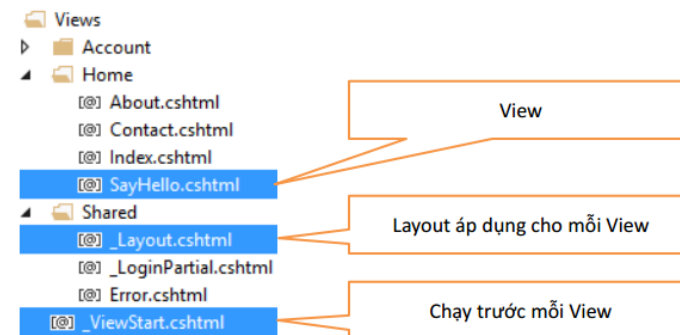 Views
Account
Home
[@] About.cshtml
[@] Contact.cshtml
[@] Index.cshtml
[@] SayHello.cshtml
Shared
[@] _Layout.cshtml
[@] _LoginPartial.cshtml
[@] Error.cshtml
[@] _ViewStart.cshtml
View
Layout áp dụng cho mỗi View
Chạy trước mỗi View